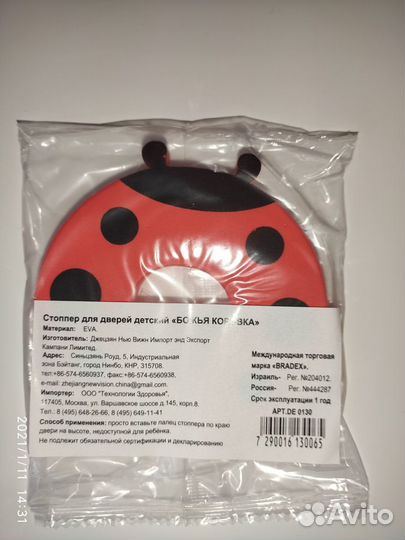 Стоппер для дверей детский «БОЖЬЯ КОРОВКА»
Материал: EVA.
Изготовитель: Джецзян Нью Вижн Импорт энд Экспорт
Кампани Лимитед.
Адрес: Синьцзянь Роуд, 5, Индустриальная
зона Бэйтанг, город Нинбо, КНР, 315708.
тел:+86-574-6560937, факс:+86-574-6568938,
e-mail: zhejiangnewvision.china@gmail.com.
Импортер: ООО "Технологии Здоровья",
117405, Москва, ул. Варшавское шоссе д 145, корп.8.
Тел.: 8 (495) 648-26-66, 8 (495) 649-11-41
Способ применения: просто вставьте палец стоппера по краю
двери на высоте, недоступной для ребёнка.
Не подлежит обязательной сертификации и декларированию
Международная торговая
марка «BRADEX».
Израиль- Рег. №204012.
Россия- Рег. №444287
Срок эксплуатации 1 год
АРТ.DE 0130
7 290016 130065
2021/1/11 14:31
Avito